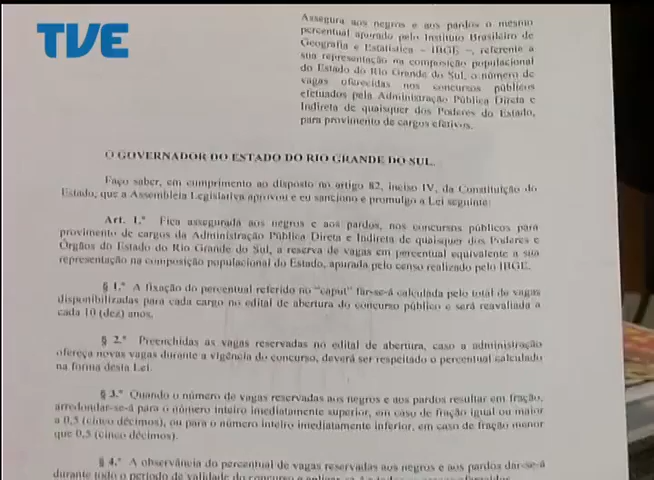 TVE
Assegura aos negros e aos pardos o mesmo
percentual apurado pelo Instituto Brasileiro de
Geografia e Estatística – IBGE –, referente a
sua representação na composição populacional
do Estado do Rio Grande do Sul, o número de
vagas oferecidas nos concursos públicos
efetuados pela Administração Pública Direta e
Indireta de quaisquer dos Poderes do Estado,
para provimento de cargos efetivos.
O GOVERNADOR DO ESTADO DO RIO GRANDE DO SUL.
Faço saber, em cumprimento ao disposto no artigo 82, inciso IV, da Constituição do
Estado, que a Assembleia Legislativa aprovou e eu sanciono e promulgo a Lei seguinte:
Art. 1.º Fica assegurada aos negros e aos pardos, nos concursos públicos para
provimento de cargos da Administração Pública Direta e Indireta de quaisquer dos Poderes e
Órgãos do Estado do Rio Grande do Sul, a reserva de vagas em percentual equivalente a sua
representação na composição populacional do Estado, apurada pelo censo realizado pelo IBGE.
§ 1.º A fixação do percentual referido no "caput" far-se-á calculada pelo total de vagas
disponibilizadas para cada cargo no edital de abertura do concurso público e será reavaliada a
cada 10 (dez) anos.
§ 2.º Preenchidas as vagas reservadas no edital de abertura, caso a administração
ofereça novas vagas durante a vigência do concurso, deverá ser respeitado o percentual calculado
na forma desta Lei.
§ 3.º Quando o número de vagas reservadas aos negros e aos pardos resultar em fração,
arredondar-se-á para o número inteiro imediatamente superior, em caso de fração igual ou maior
a 0,5 (cinco décimos), ou para o número inteiro imediatamente inferior, em caso de fração menor
que 0,5 (cinco décimos).
§ 4.º A observância do percentual de vagas reservadas aos negros e aos pardos dar-se-á
durante todo o período de validade do concurso e